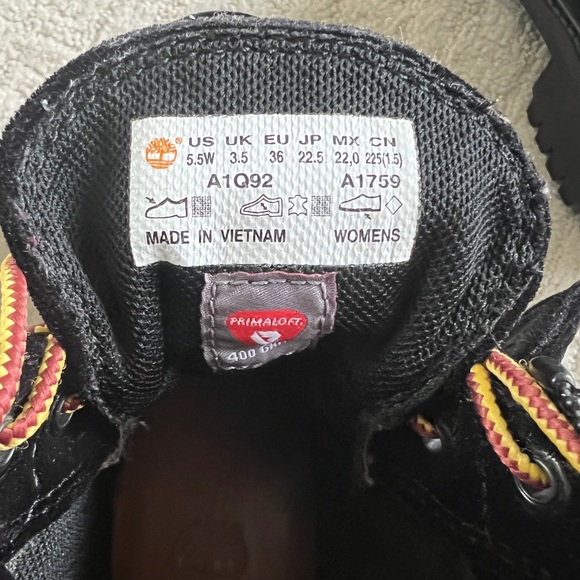 US UK EU JP MX CN
5.5W 3.5 36 22.5 22,0 225(1.5)
A1Q92 A1759
MADE IN VIETNAM WOMENS
PRIMALOFT
400